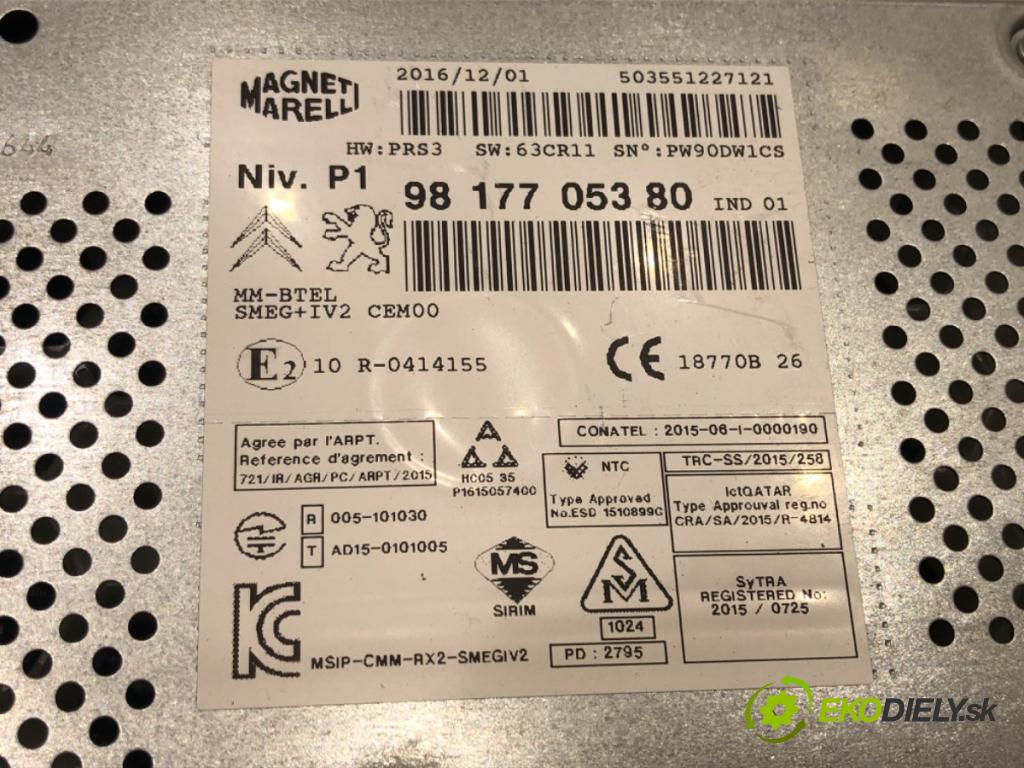 2016/12/01 503551227121
MAGNETI
MARELLI
HW:PRS3 SW:63CR11 SN°:PW90DW1CS
Niv. P1 98 177 053 80 IND 01
MM-BTEL
SMEG+IV2 CEM00
E2 10 R-0414155
CE 18770B 26
644
Agree par l'ARPT.
Reference d'agrement :
721/IR/AGR/PC/ARPT/2015
HC05 35
P1615057400
CONATEL : 2015-06-I-0000190
NTC
Type Approved
No.ESD 1510899C
TRC-SS/2015/258
IctQATAR
Type Approual reg.no
CRA/SA/2015/R-4814
R 005-101030
T AD15-0101005
MS
SIRIM
SM
1024
PD : 2795
SyTRA
REGISTERED No:
2015 / 0725
KC
MSIP-CMM-RX2-SMEGIV2
EKODIELY.sk